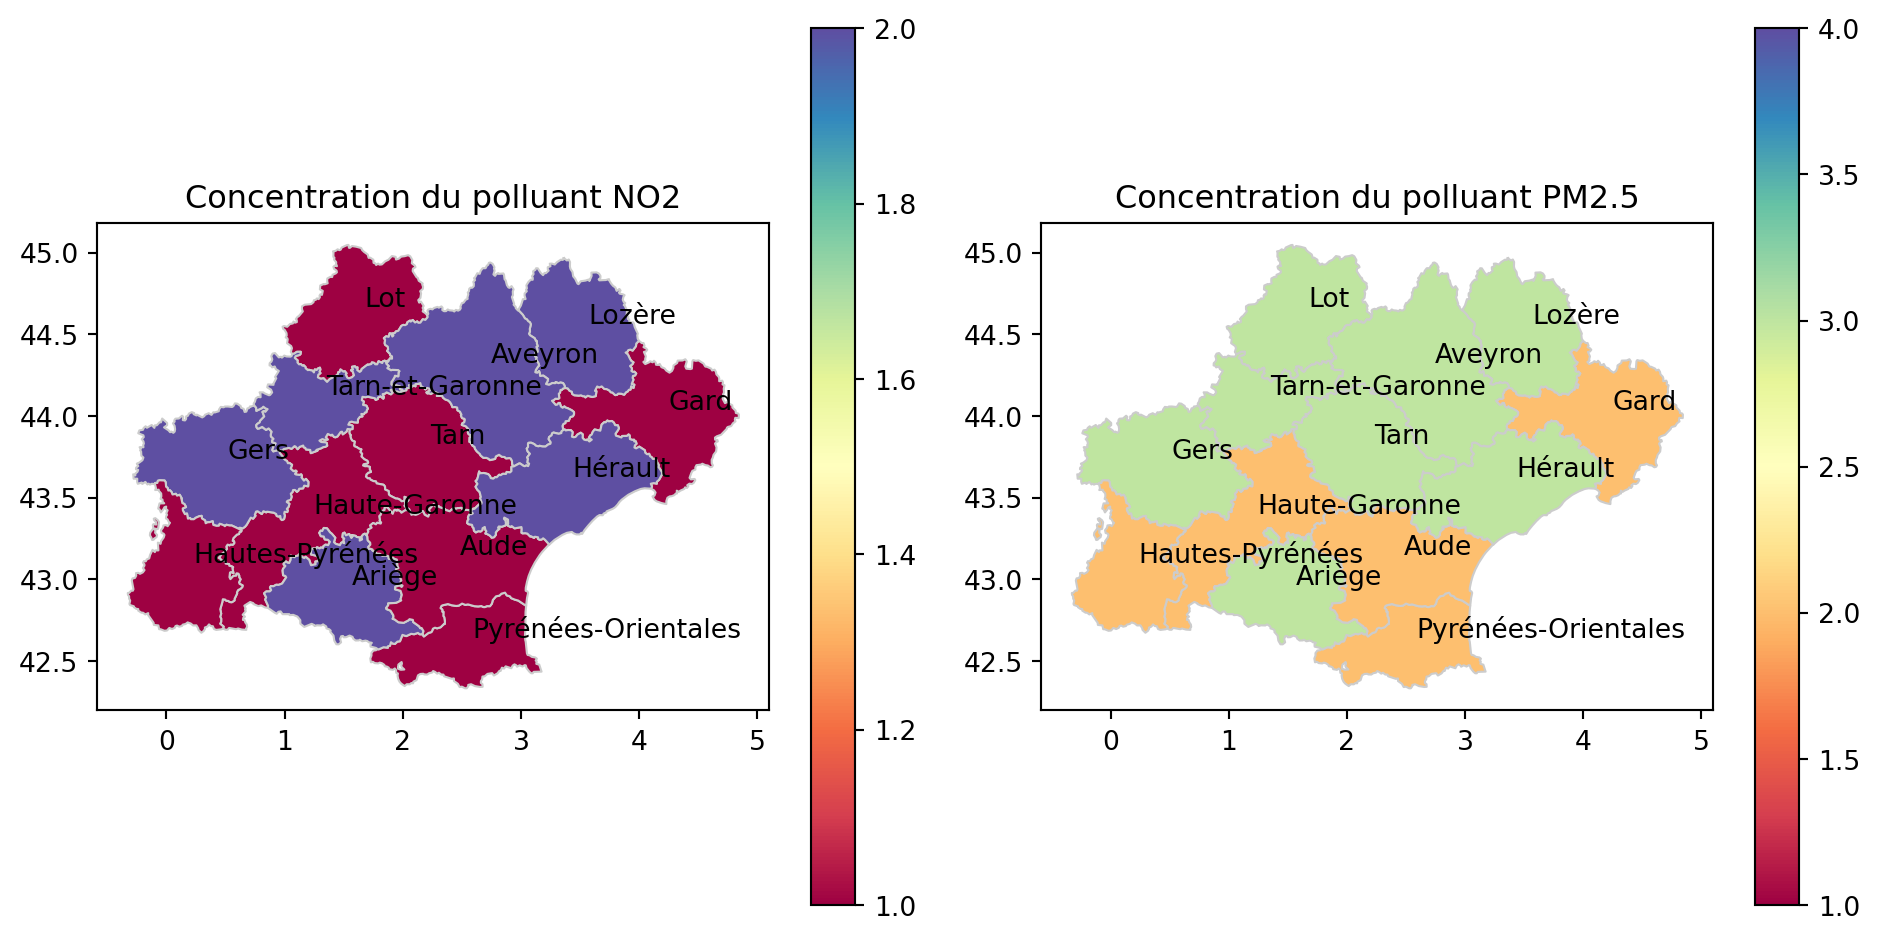 Concentration du polluant NO2
45.0
44.5
44.0
43.5
43.0
42.5
0 1 2 3 4 5
Lot
Lozère
Aveyron
Tarn-et-Garonne
Gard
Tarn
Gers
Hérault
Haute-Garonne
Aude
Hautes-Pyrénées
Ariège
Pyrénées-Orientales
2.0
1.8
1.6
1.4
1.2
1.0
Concentration du polluant PM2.5
45.0
44.5
44.0
43.5
43.0
42.5
0 1 2 3 4 5
Lot
Lozère
Aveyron
Tarn-et-Garonne
Gard
Tarn
Gers
Hérault
Haute-Garonne
Aude
Hautes-Pyrénées
Ariège
Pyrénées-Orientales
4.0
3.5
3.0
2.5
2.0
1.5
1.0